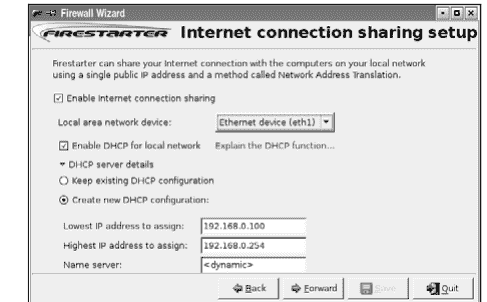 Firewall Wizard
FIRESTARTER Internet connection sharing setup
Firestarter can share your Internet connection with the computers on your local network
using a single public IP address and a method called Network Address Translation.
Enable Internet connection sharing
Local area network device: Ethernet device (eth1)
Enable DHCP for local network Explain the DHCP function...
DHCP server details
Keep existing DHCP configuration
Create new DHCP configuration:
Lowest IP address to assign: 192.168.0.100
Highest IP address to assign: 192.168.0.254
Name server: <dynamic>
Back Forward Save Quit